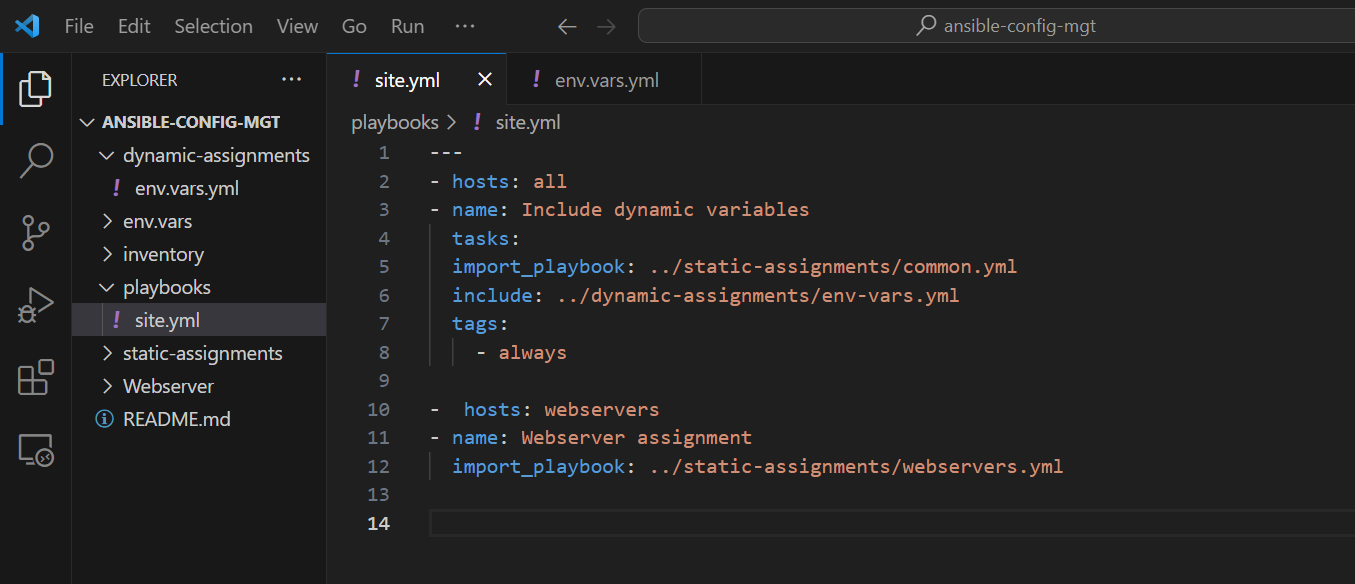 File Edit Selection View Go Run ··· ← → ansible-config-mgt
EXPLORER ···
ANSIBLE-CONFIG-MGT
dynamic-assignments
! env.vars.yml
env.vars
inventory
playbooks
! site.yml
static-assignments
Webserver
README.md
! site.yml × ! env.vars.yml
playbooks > ! site.yml
1 ---
2 - hosts: all
3 - name: Include dynamic variables
4   tasks:
5   import_playbook: ../static-assignments/common.yml
6   include: ../dynamic-assignments/env-vars.yml
7   tags:
8     - always
9
10 -  hosts: webservers
11 - name: Webserver assignment
12   import_playbook: ../static-assignments/webservers.yml
13
14